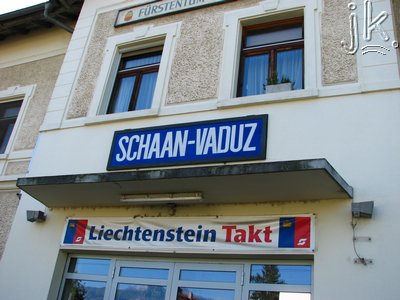 FÜRSTENTUM
jk.
SCHAAN-VADUZ
Liechtenstein Takt